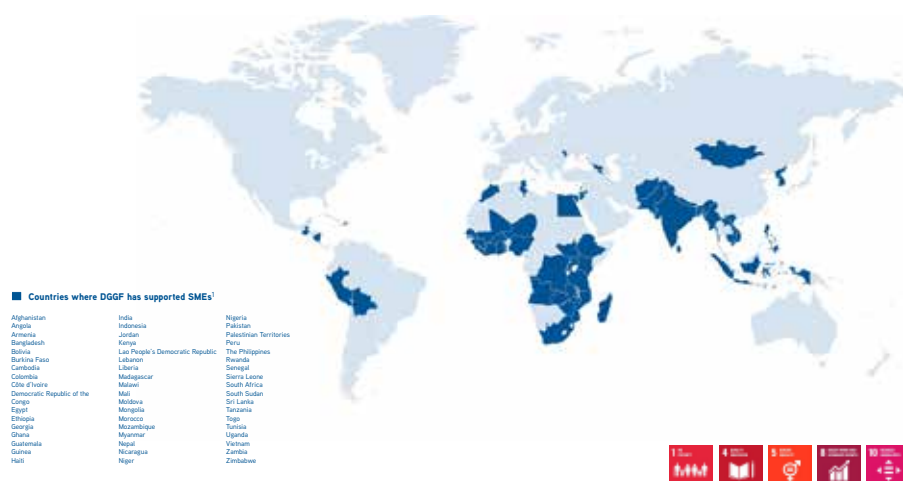 Countries where DGGF has supported SMEs¹
Afghanistan
Angola
Armenia
Bangladesh
Bolivia
Burkina Faso
Cambodia
Colombia
Côte d'Ivoire
Democratic Republic of the
Congo
Egypt
Ethiopia
Georgia
Ghana
Guatemala
Guinea
Haiti
India
Indonesia
Jordan
Kenya
Lao People's Democratic Republic
Lebanon
Liberia
Madagascar
Malawi
Mali
Moldova
Mongolia
Morocco
Mozambique
Myanmar
Nepal
Nicaragua
Niger
Nigeria
Pakistan
Palestinian Territories
Peru
The Philippines
Rwanda
Senegal
Sierra Leone
South Africa
South Sudan
Sri Lanka
Tanzania
Togo
Tunisia
Uganda
Vietnam
Zambia
Zimbabwe
1
4
5
8
10